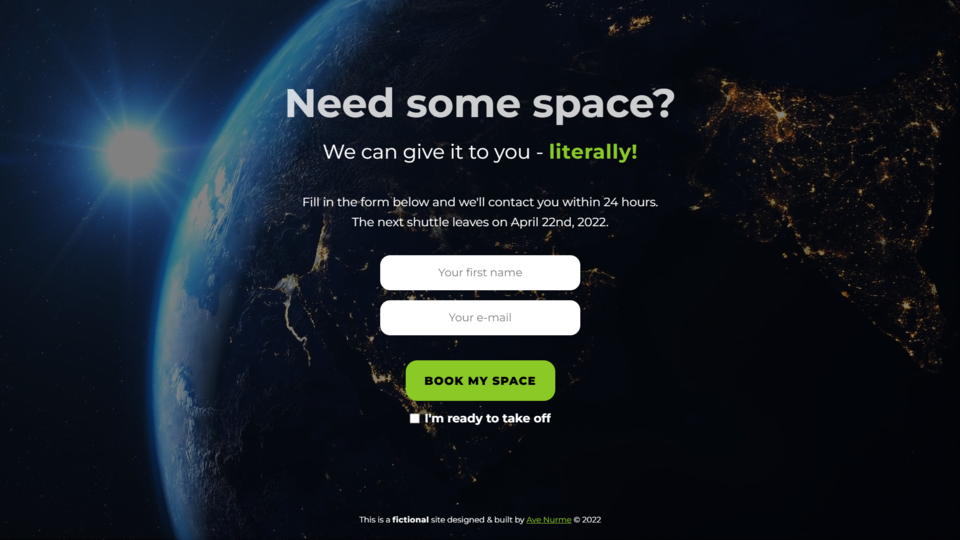 Need some space?
We can give it to you - literally!
Fill in the form below and we'll contact you within 24 hours.
The next shuttle leaves on April 22nd, 2022.
Your first name
Your e-mail
BOOK MY SPACE
I'm ready to take off
This is a fictional site designed & built by Ave Nurme © 2022